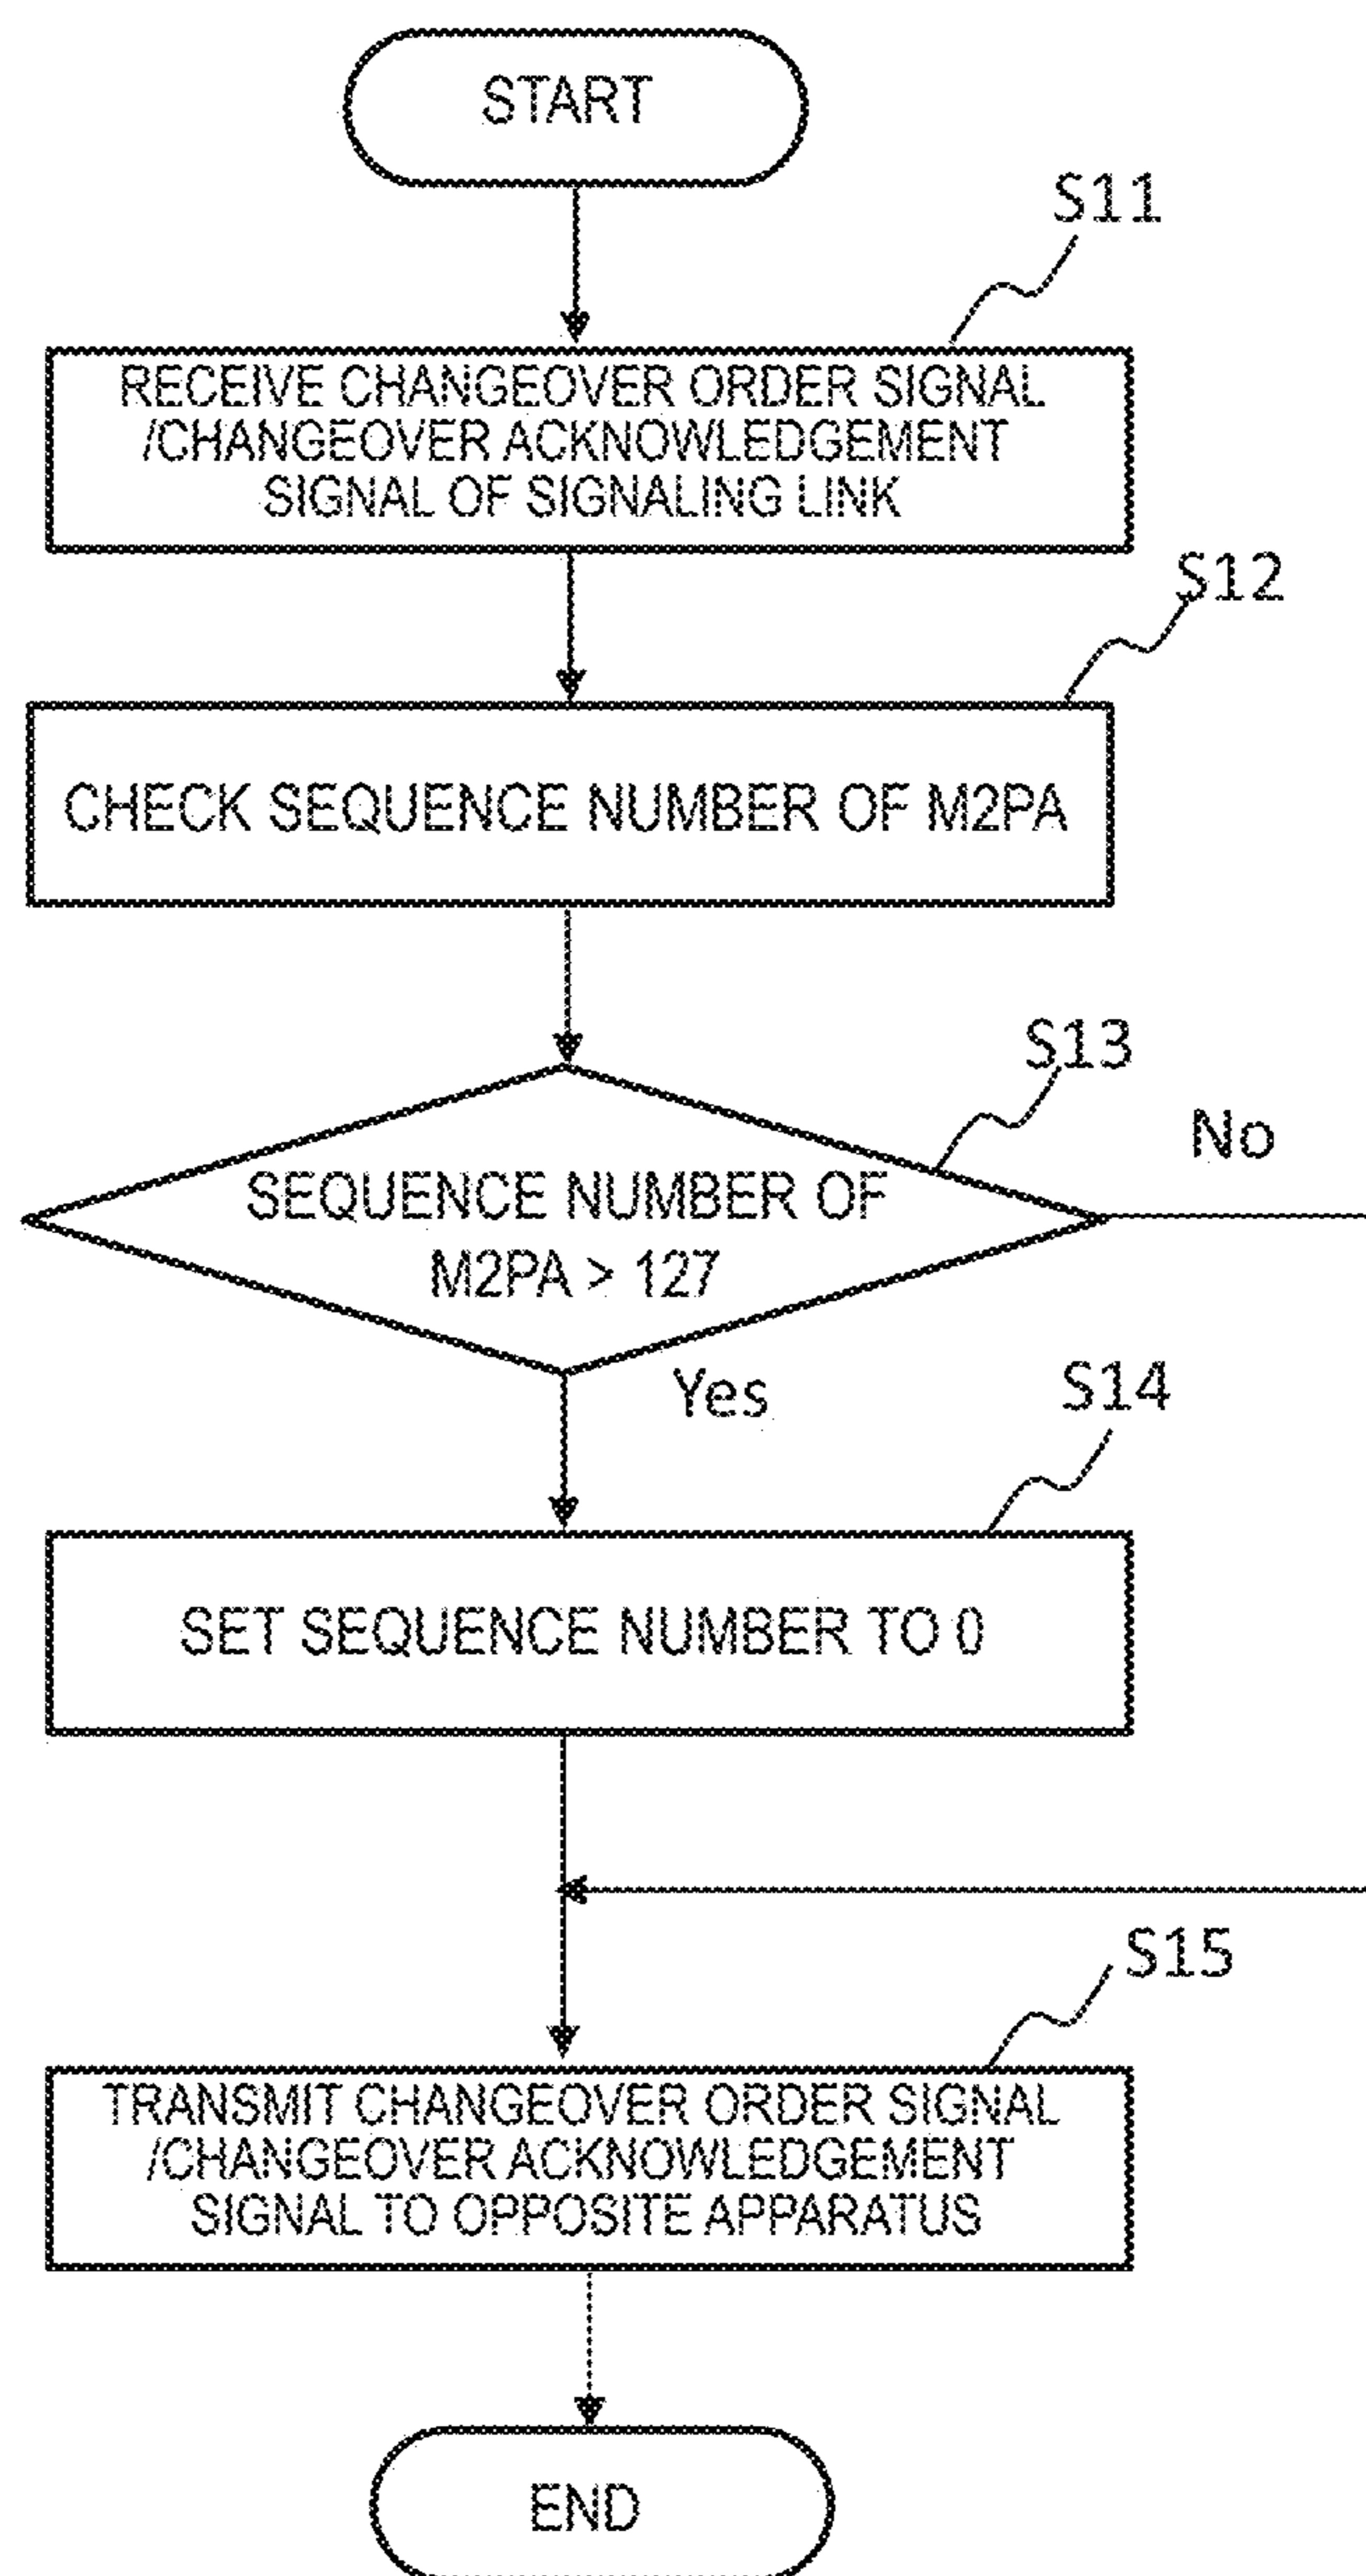 START
S11
RECEIVE CHANGEOVER ORDER SIGNAL
/CHANGEOVER ACKNOWLEDGEMENT
SIGNAL OF SIGNALING LINK
S12
CHECK SEQUENCE NUMBER OF M2PA
S13
No
SEQUENCE NUMBER OF
M2PA > 127
Yes
S14
SET SEQUENCE NUMBER TO 0
S15
TRANSMIT CHANGEOVER ORDER SIGNAL
/CHANGEOVER ACKNOWLEDGEMENT
SIGNAL TO OPPOSITE APPARATUS
END